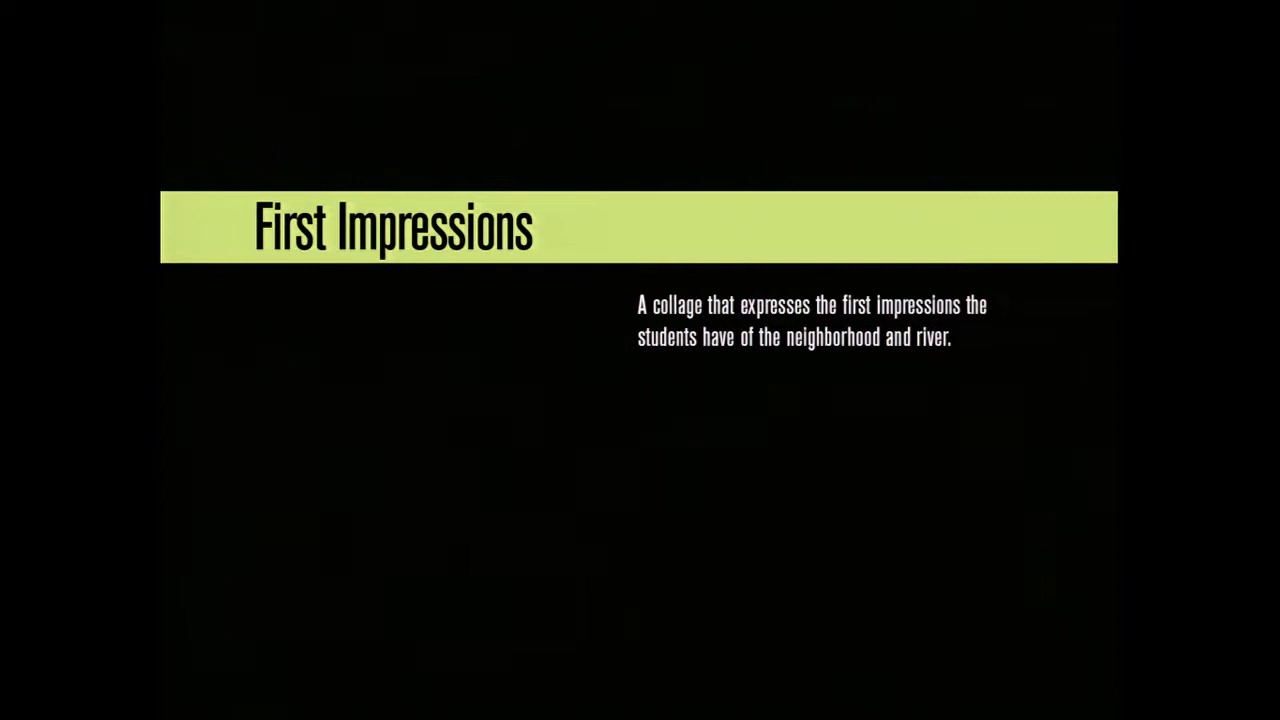 First Impressions
A collage that expresses the first impressions the
students have of the neighborhood and river.